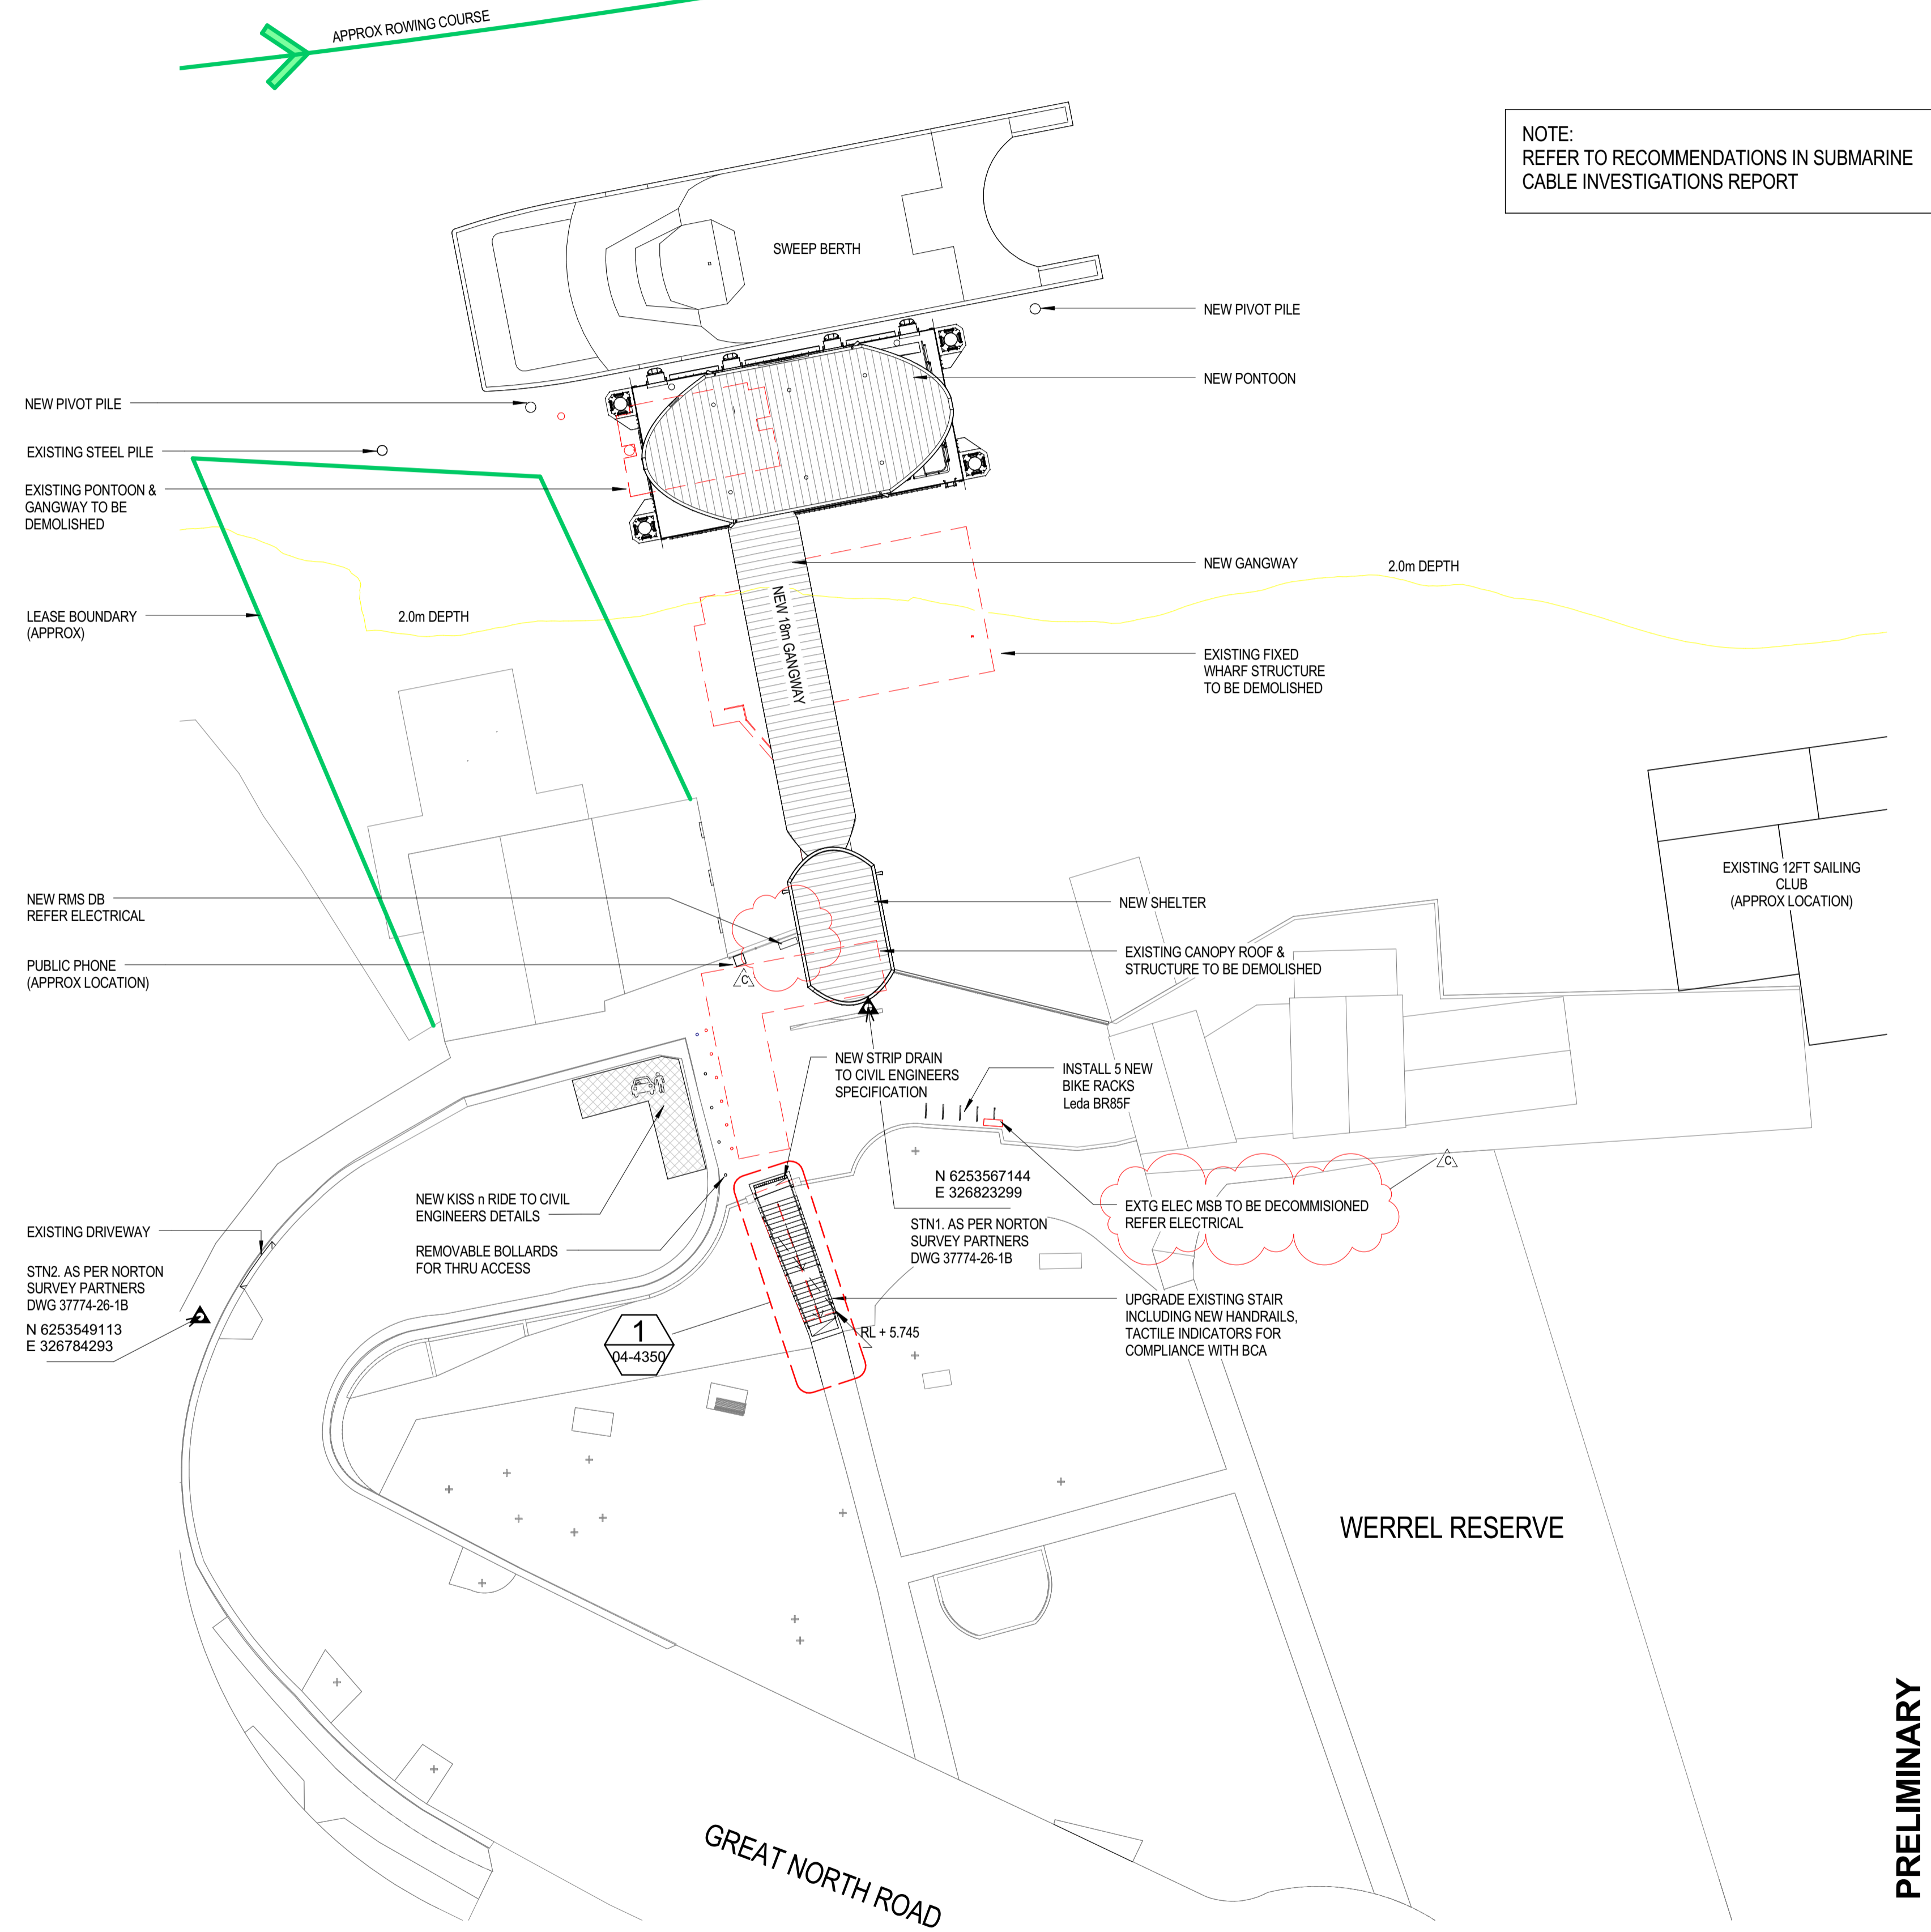 APPROX ROWING COURSE
NOTE:
REFER TO RECOMMENDATIONS IN SUBMARINE
CABLE INVESTIGATIONS REPORT
SWEEP BERTH
NEW PIVOT PILE
NEW PONTOON
NEW PIVOT PILE
EXISTING STEEL PILE
EXISTING PONTOON &
GANGWAY TO BE
DEMOLISHED
NEW GANGWAY
2.0m DEPTH
LEASE BOUNDARY
(APPROX)
2.0m DEPTH
NEW 18m GANGWAY
EXISTING FIXED
WHARF STRUCTURE
TO BE DEMOLISHED
EXISTING 12FT SAILING
CLUB
(APPROX LOCATION)
NEW RMS DB
REFER ELECTRICAL
NEW SHELTER
PUBLIC PHONE
(APPROX LOCATION)
C
EXISTING CANOPY ROOF &
STRUCTURE TO BE DEMOLISHED
NEW STRIP DRAIN
TO CIVIL ENGINEERS
SPECIFICATION
INSTALL 5 NEW
BIKE RACKS
Leda BR85F
N 6253567144
E 326823299
C
NEW KISS n RIDE TO CIVIL
ENGINEERS DETAILS
EXTG ELEC MSB TO BE DECOMMISIONED
REFER ELECTRICAL
EXISTING DRIVEWAY
REMOVABLE BOLLARDS
FOR THRU ACCESS
STN1. AS PER NORTON
SURVEY PARTNERS
DWG 37774-26-1B
STN2. AS PER NORTON
SURVEY PARTNERS
DWG 37774-26-1B
N 6253549113
E 326784293
1
04-4350
RL + 5.745
UPGRADE EXISTING STAIR
INCLUDING NEW HANDRAILS,
TACTILE INDICATORS FOR
COMPLIANCE WITH BCA
WERREL RESERVE
GREAT NORTH ROAD
PRELIMINARY